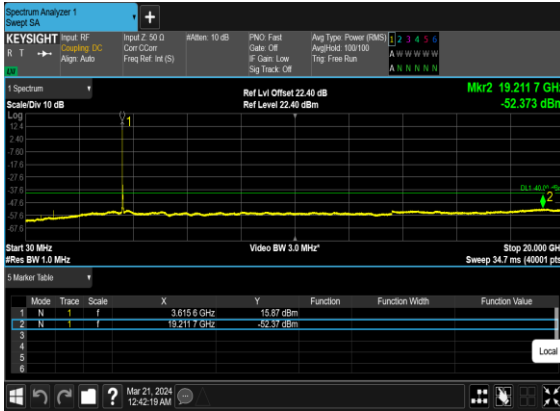 Spectrum Analyzer 1
Swept SA
+
KEYSIGHT
R T
Input: RF
Coupling: DC
Align: Auto
Input Z: 50 Ω
Corr CCorr
Freq Ref: Int (S)
#Atten: 10 dB
PNO: Fast
Gate: Off
IF Gain: Low
Sig Track: Off
Avg Type: Power (RMS)
Avg|Hold: 100/100
Trig: Free Run
1 2 3 4 5 6
A W W W W W
A N N N N N
1 Spectrum
Scale/Div 10 dB
Log
Ref Lvl Offset 22.40 dB
Ref Level 22.40 dBm
Mkr2 19.211 7 GHz
-52.373 dBm
12.4
2.40
-7.60
-17.6
-27.6
-37.6
-47.6
-57.6
-67.6
1
2
Start 30 MHz
#Res BW 1.0 MHz
Video BW 3.0 MHz*
Stop 20.000 GH
Sweep 34.7 ms (40001 pts
5 Marker Table
Mode Trace Scale X Y Function Function Width Function Value
1 N 1 f 3.615 6 GHz 15.87 dBm
2 N 1 f 19.211 7 GHz -52.37 dBm
3
4
5
6
Local
?
Mar 21, 2024
12:42:19 AM